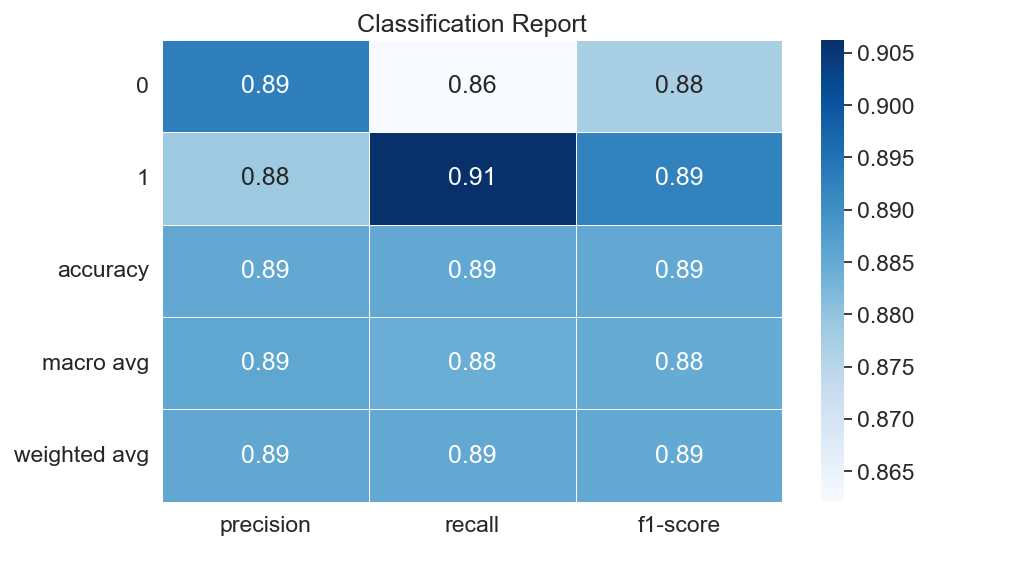 Classification Report
0 0.89 0.86 0.88
1 0.88 0.91 0.89
accuracy 0.89 0.89 0.89
macro avg 0.89 0.88 0.88
weighted avg 0.89 0.89 0.89
precision recall f1-score
0.905
0.900
0.895
0.890
0.885
0.880
0.875
0.870
0.865